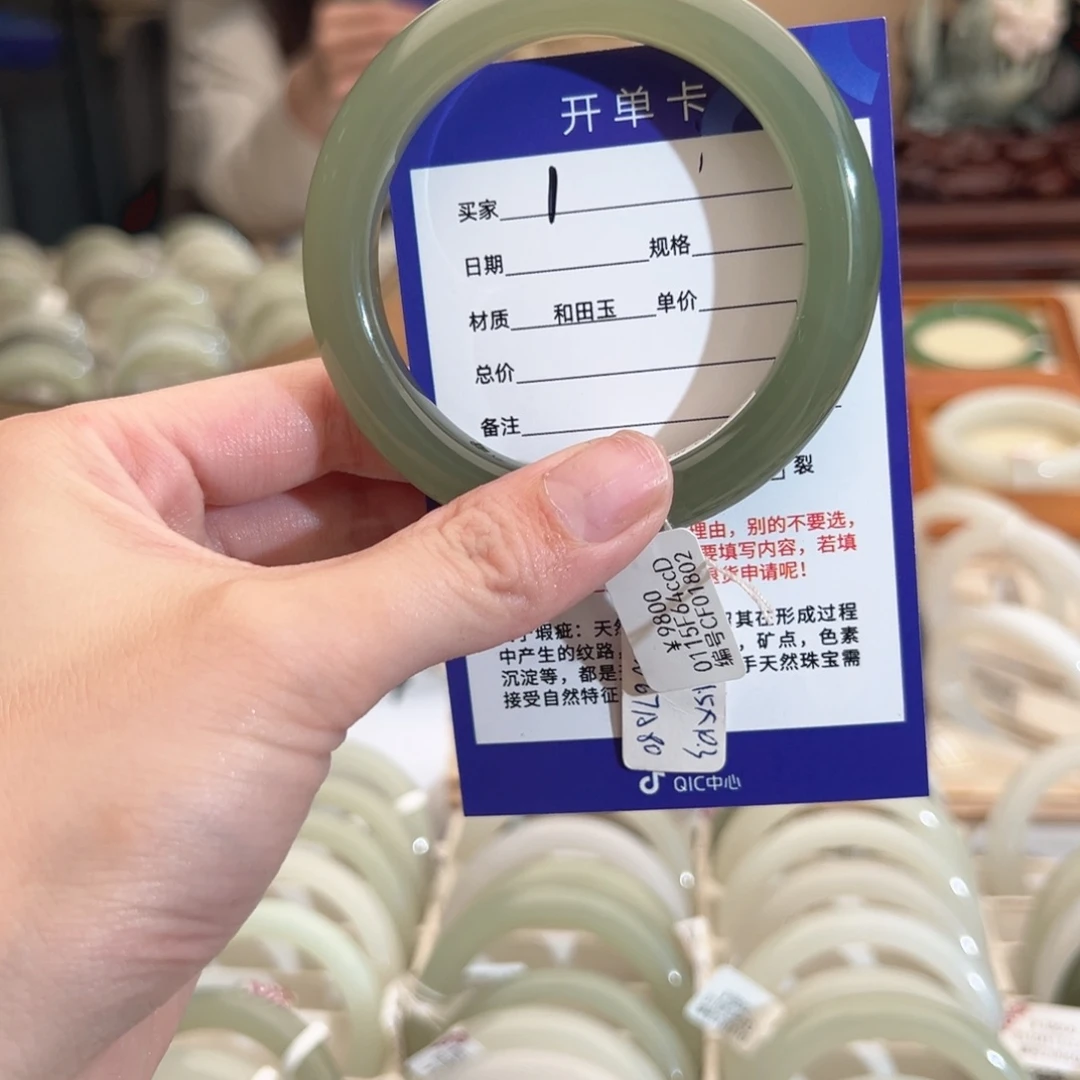 开单卡
买家
日期 规格
材质 和田玉 单价
总价
备注
裂
理由，别的不要选，
要填写内容，若填
退货申请呢！
其在形成过程
瑕疵：天 ，矿点，色素
中产生的纹路
沉淀等，都是 手天然珠宝需
接受自然特征
¥9800
0115F64CCD
编号CF01802
QIC中心